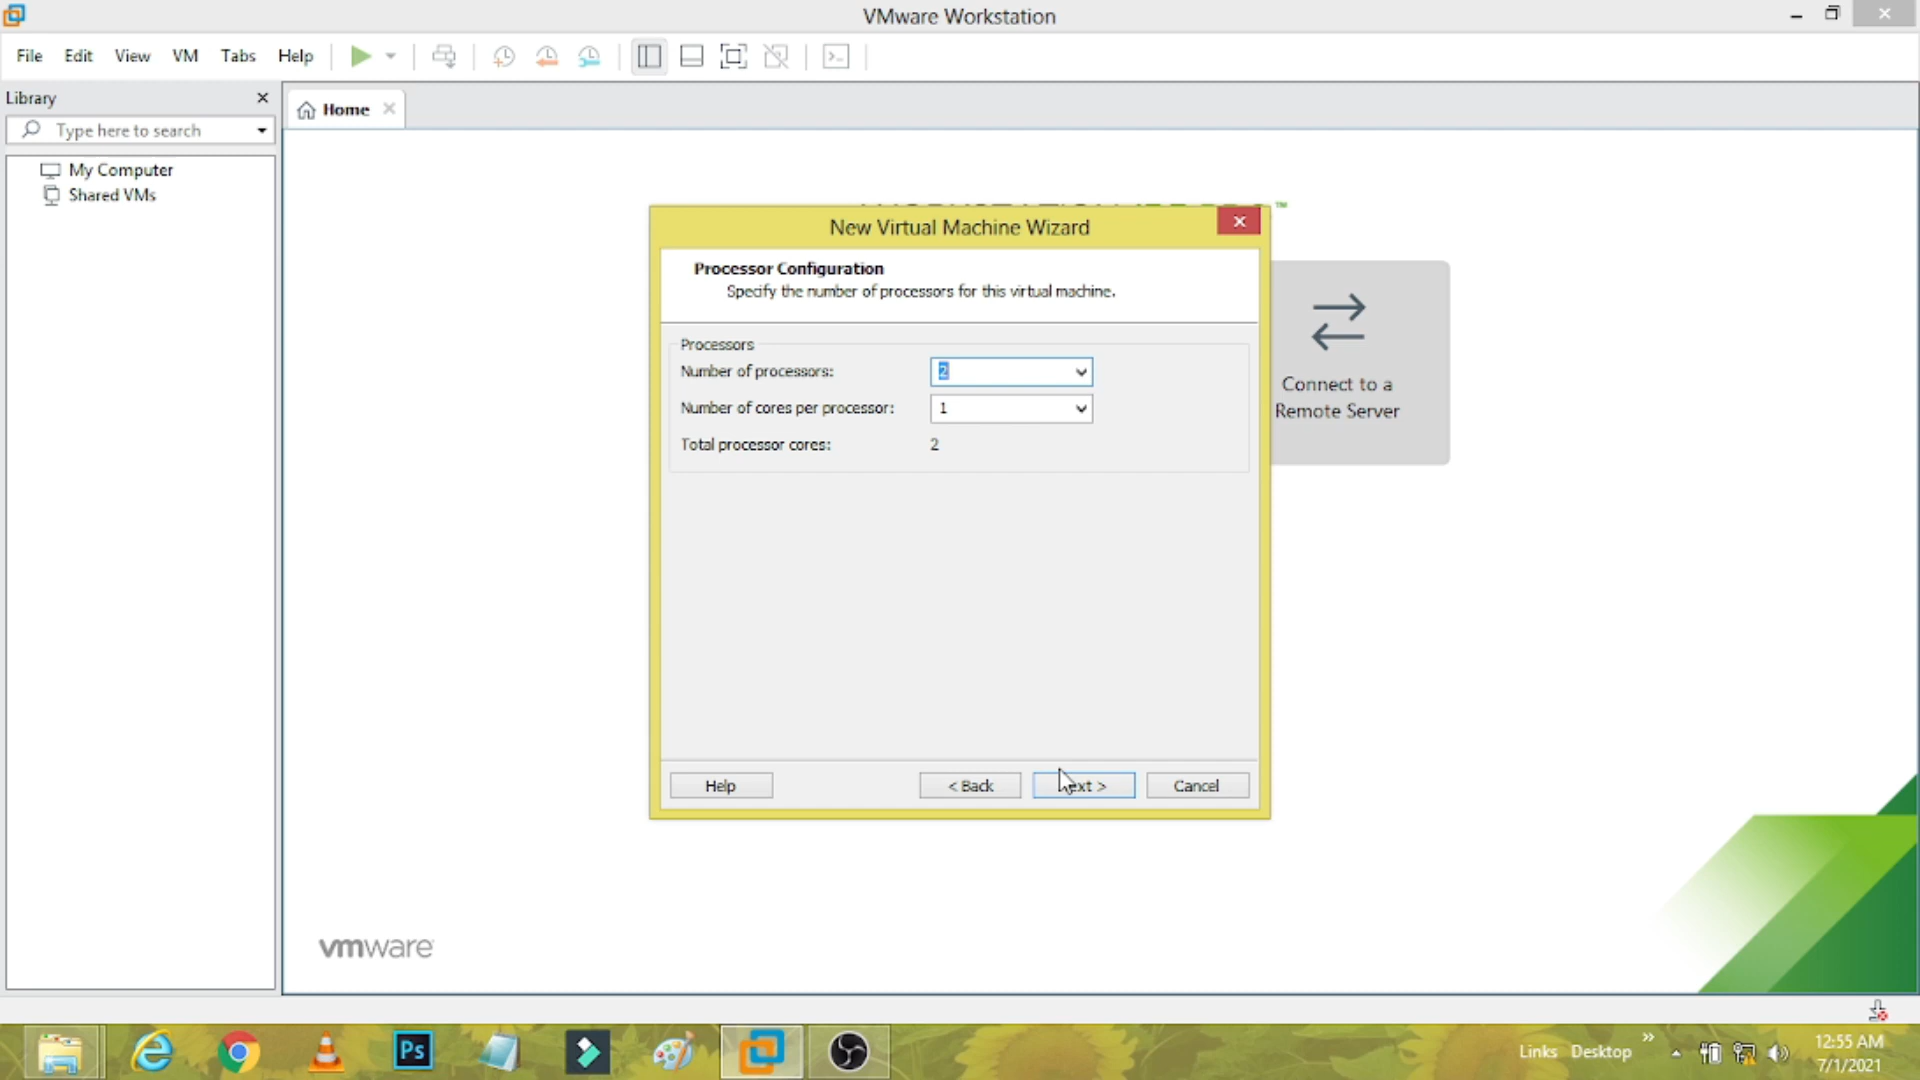 VMware Workstation
File Edit View VM Tabs Help
Library
Home
Type here to search
My Computer
Shared VMs
New Virtual Machine Wizard
Processor Configuration
Specify the number of processors for this virtual machine.
Processors
Number of processors: 2
Number of cores per processor: 1
Total processor cores: 2
Connect to a
Remote Server
Help < Back Cancel
vmware
Ps
Links Desktop
12:55 AM
7/1/2021